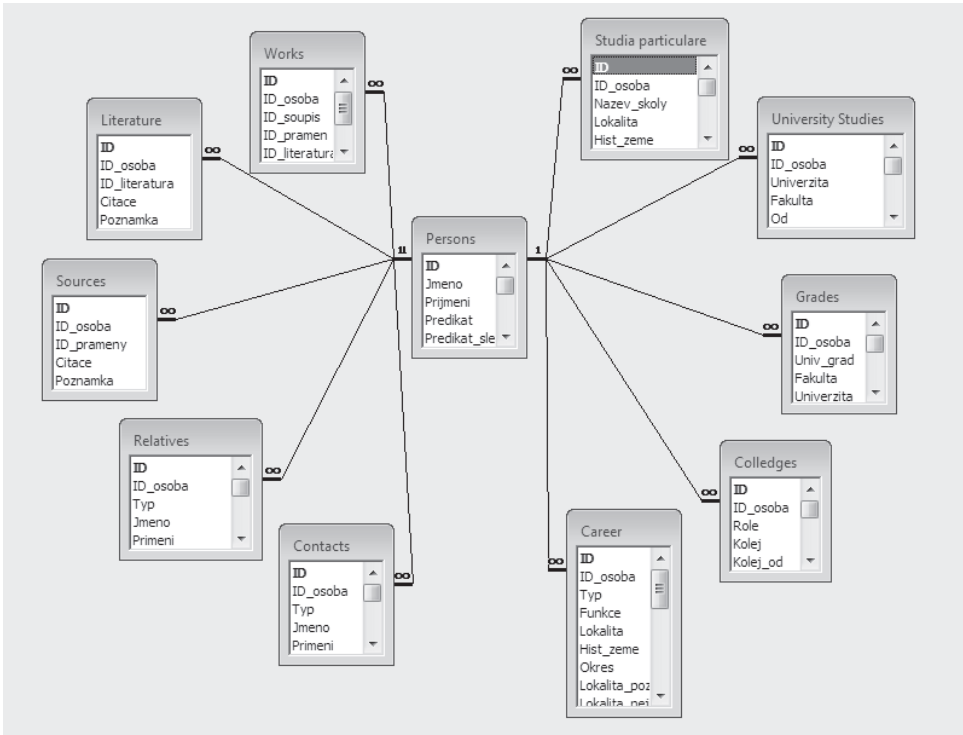 Works
ID
ID_osoba
ID_soupis
ID_pramen
ID_literatura
∞
Literature
ID
ID_osoba
ID_literatura
Citace
Poznamka
∞
Sources
ID
ID_osoba
ID_prameny
Citace
Poznamka
∞
Relatives
ID
ID_osoba
Typ
Jmeno
Primeni
∞
Contacts
ID
ID_osoba
Typ
Jmeno
Primeni
∞
Persons
ID
Jmeno
Prijmeni
Predikat
Predikat_sle
1
Studia particulare
ID
ID_osoba
Nazev_skoly
Lokalita
Hist_zeme
∞
University Studies
ID
ID_osoba
Univerzita
Fakulta
Od
∞
Grades
ID
ID_osoba
Univ_grad
Fakulta
Univerzita
∞
Colledges
ID
ID_osoba
Role
Kolej
Kolej_od
∞
Career
ID
ID_osoba
Typ
Funkce
Lokalita
Hist_zeme
Okres
Lokalita_poz
Lokalita_nej
∞